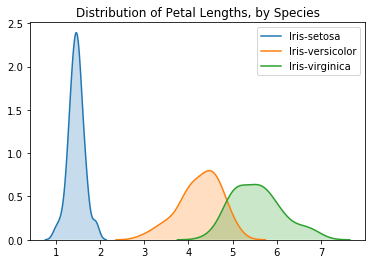 Distribution of Petal Lengths, by Species
2.5
2.0
1.5
1.0
0.5
0.0
Iris-setosa
Iris-versicolor
Iris-virginica
1 2 3 4 5 6 7